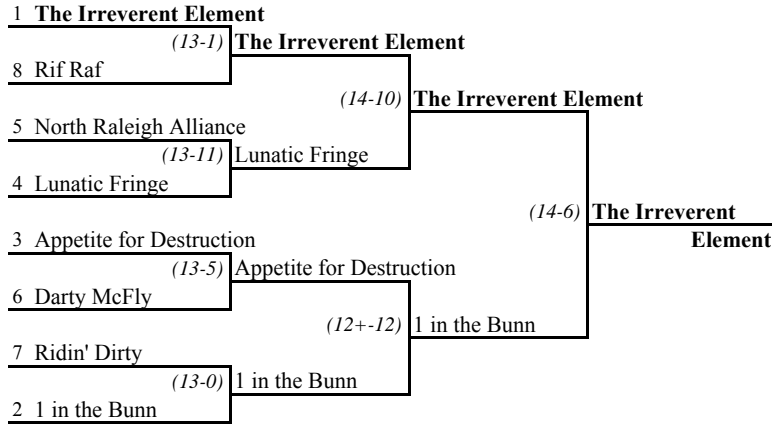 1 The Irreverent Element
(13-1) The Irreverent Element
8 Rif Raf
(14-10) The Irreverent Element
5 North Raleigh Alliance
(13-11) Lunatic Fringe
4 Lunatic Fringe
(14-6) The Irreverent
Element
3 Appetite for Destruction
(13-5) Appetite for Destruction
6 Darty McFly
(12+-12) 1 in the Bunn
7 Ridin' Dirty
(13-0) 1 in the Bunn
2 1 in the Bunn